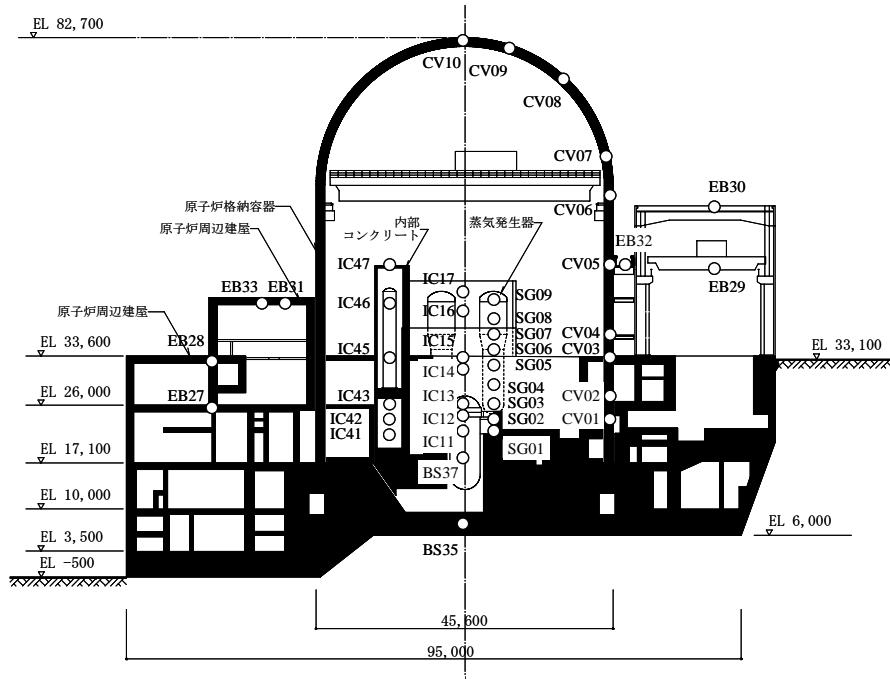 EL 82,700
CV10
CV09
CV08
CV07
CV06
EB30
原子炉格納容器
原子炉周辺建屋
内部
コンクリート
蒸気発生器
EB32
IC47
CV05
EB29
EB33
EB31
IC17
SG09
IC46
IC16
SG08
原子炉周辺建屋
EB28
IC15
SG07
CV04
EL 33,600
IC45
SG06
CV03
EL 33,100
IC14
SG05
EL 26,000
EB27
IC43
IC13
SG04
SG03
CV02
IC42
IC12
SG02
CV01
IC41
IC11
SG01
EL 17,100
BS37
EL 10,000
EL 6,000
EL 3,500
BS35
EL -500
45,600
95,000